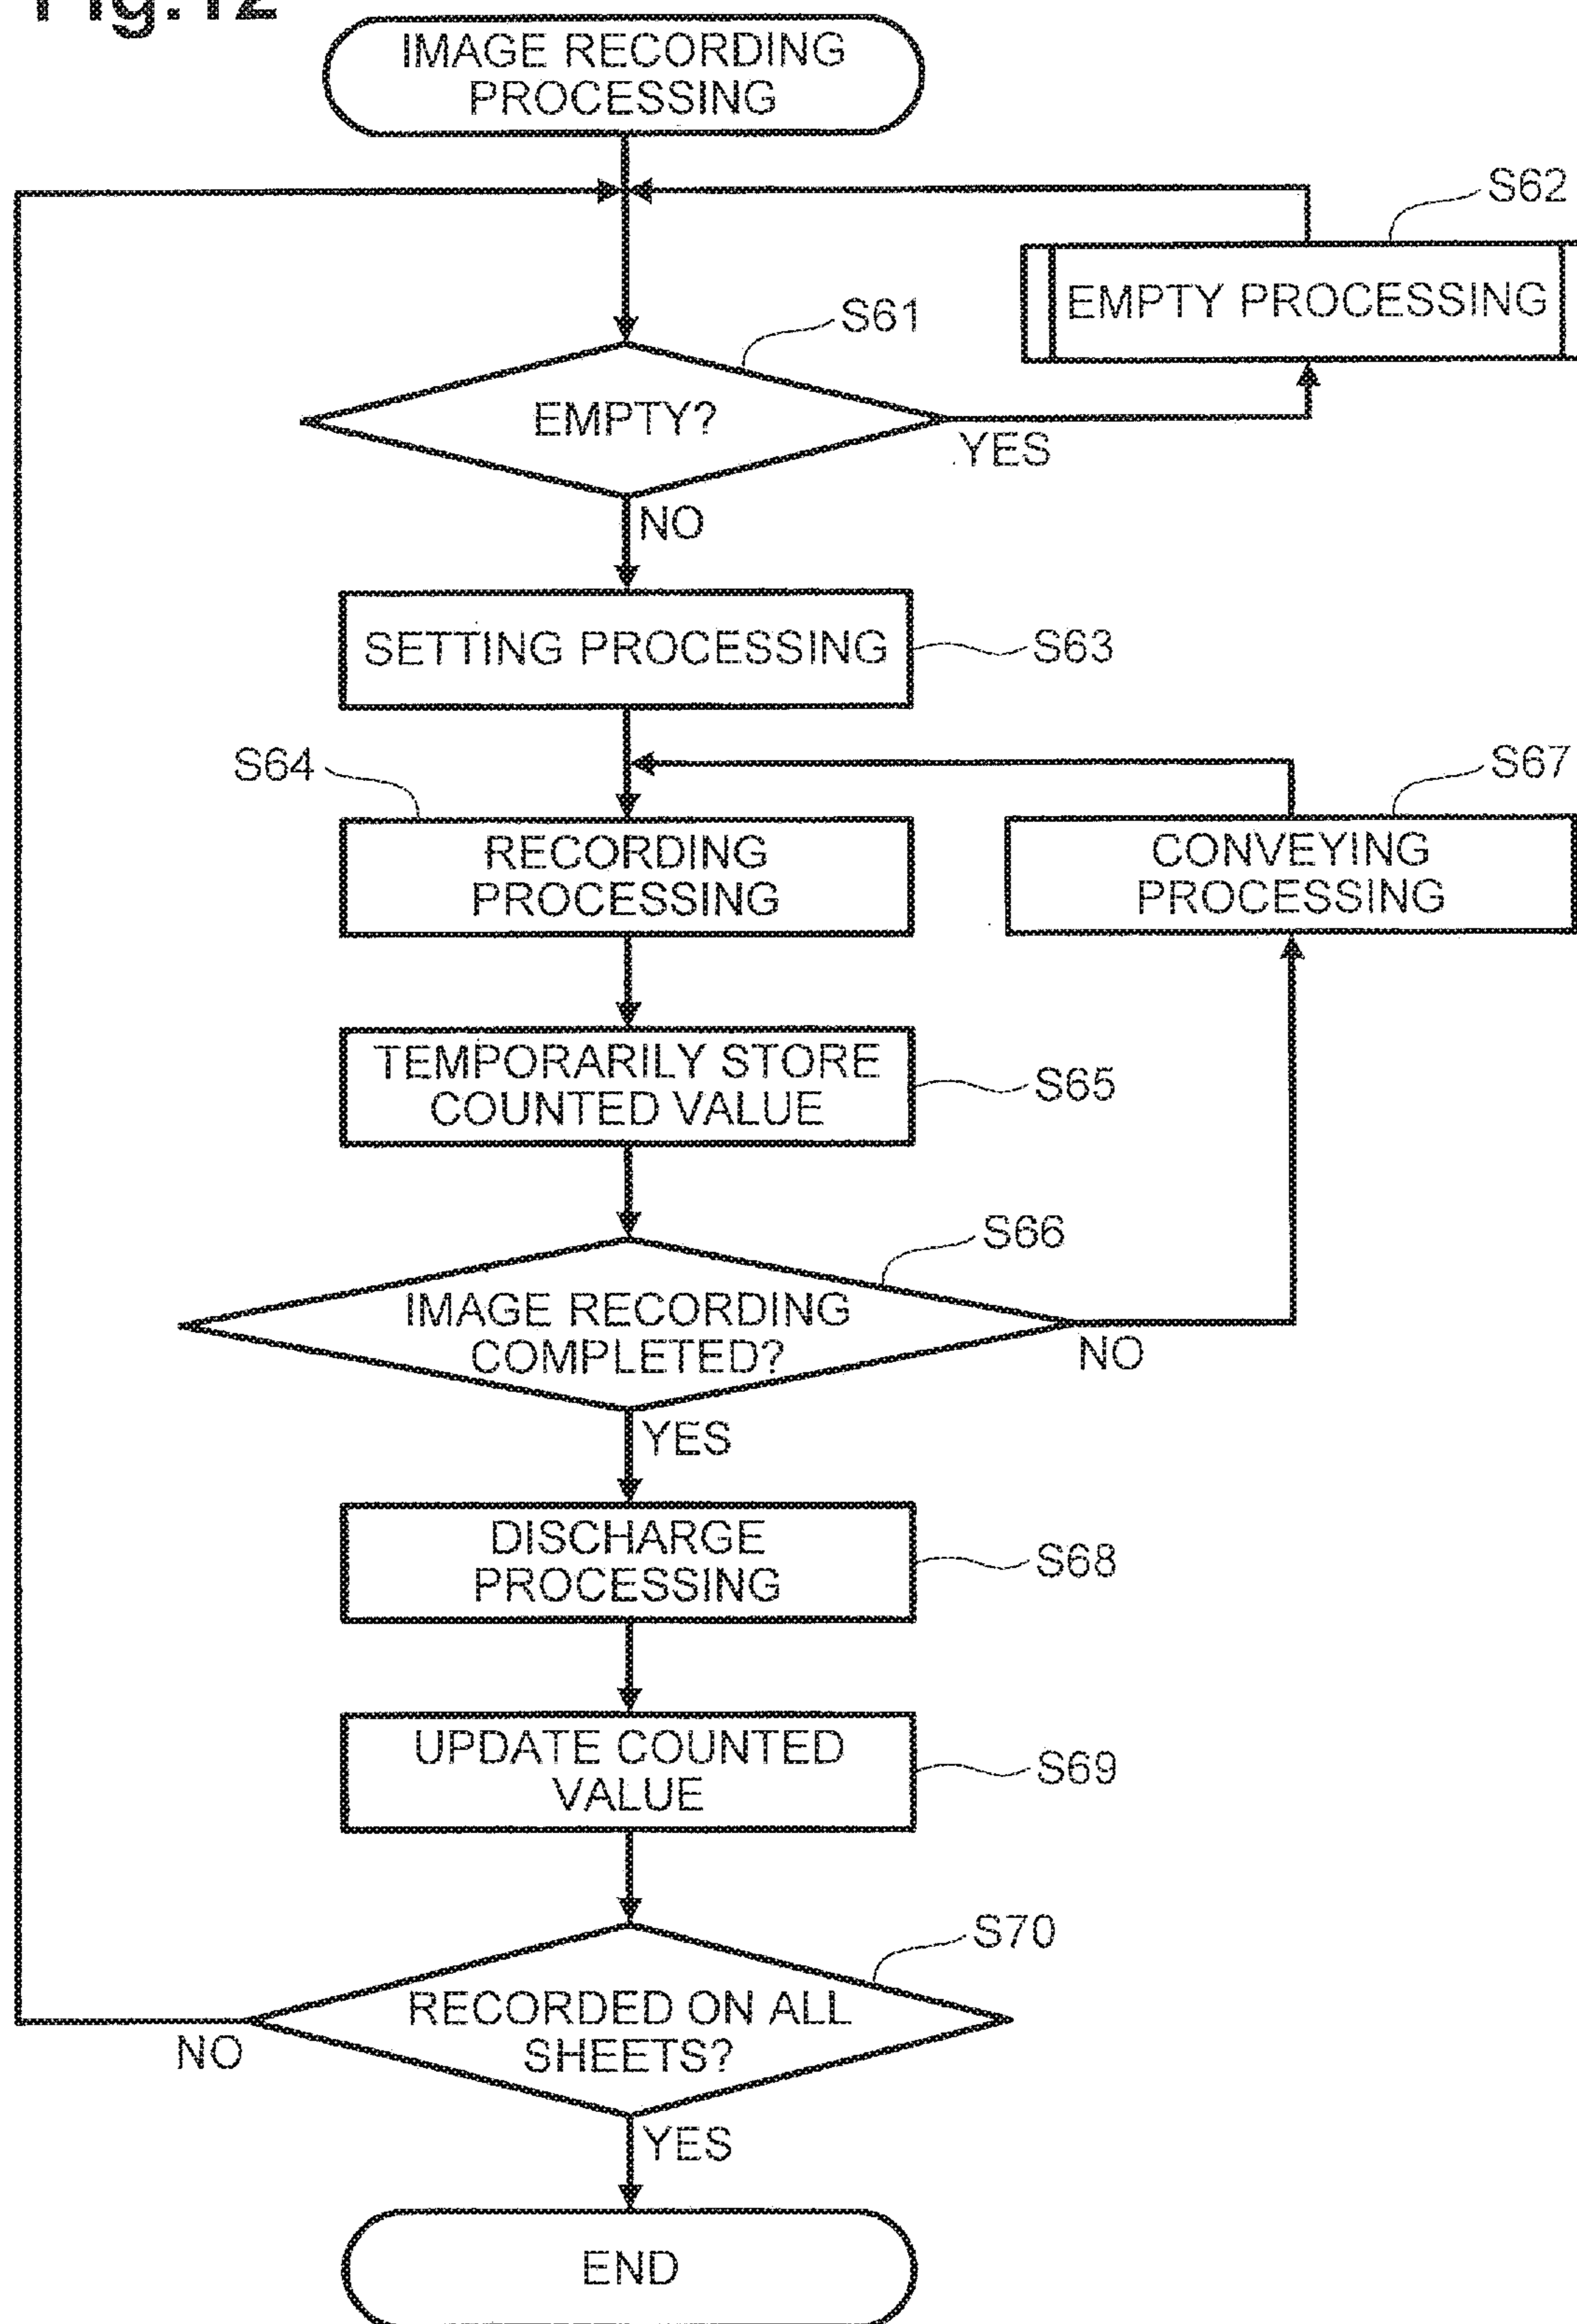 Fig.12
IMAGE RECORDING
PROCESSING
S62
EMPTY PROCESSING
S61
EMPTY?
YES
NO
SETTING PROCESSING
S63
S64
S67
RECORDING
PROCESSING
CONVEYING
PROCESSING
TEMPORARILY STORE
COUNTED VALUE
S65
S66
IMAGE RECORDING
COMPLETED?
NO
YES
DISCHARGE
PROCESSING
S68
UPDATE COUNTED
VALUE
S69
S70
RECORDED ON ALL
SHEETS?
NO
YES
END